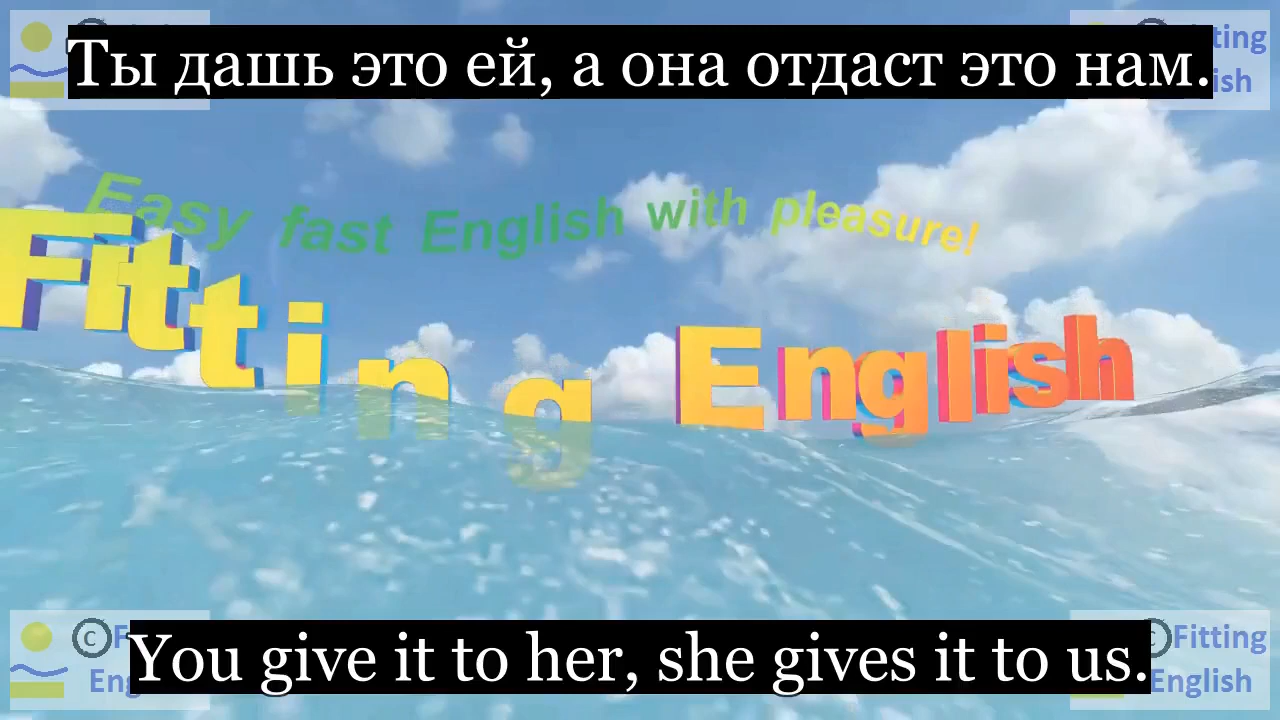 Ты дашь это ей, а она отдаст это нам.
Easy fast English with pleasure!
Fitting English
You give it to her, she gives it to us.
©Fitting
English